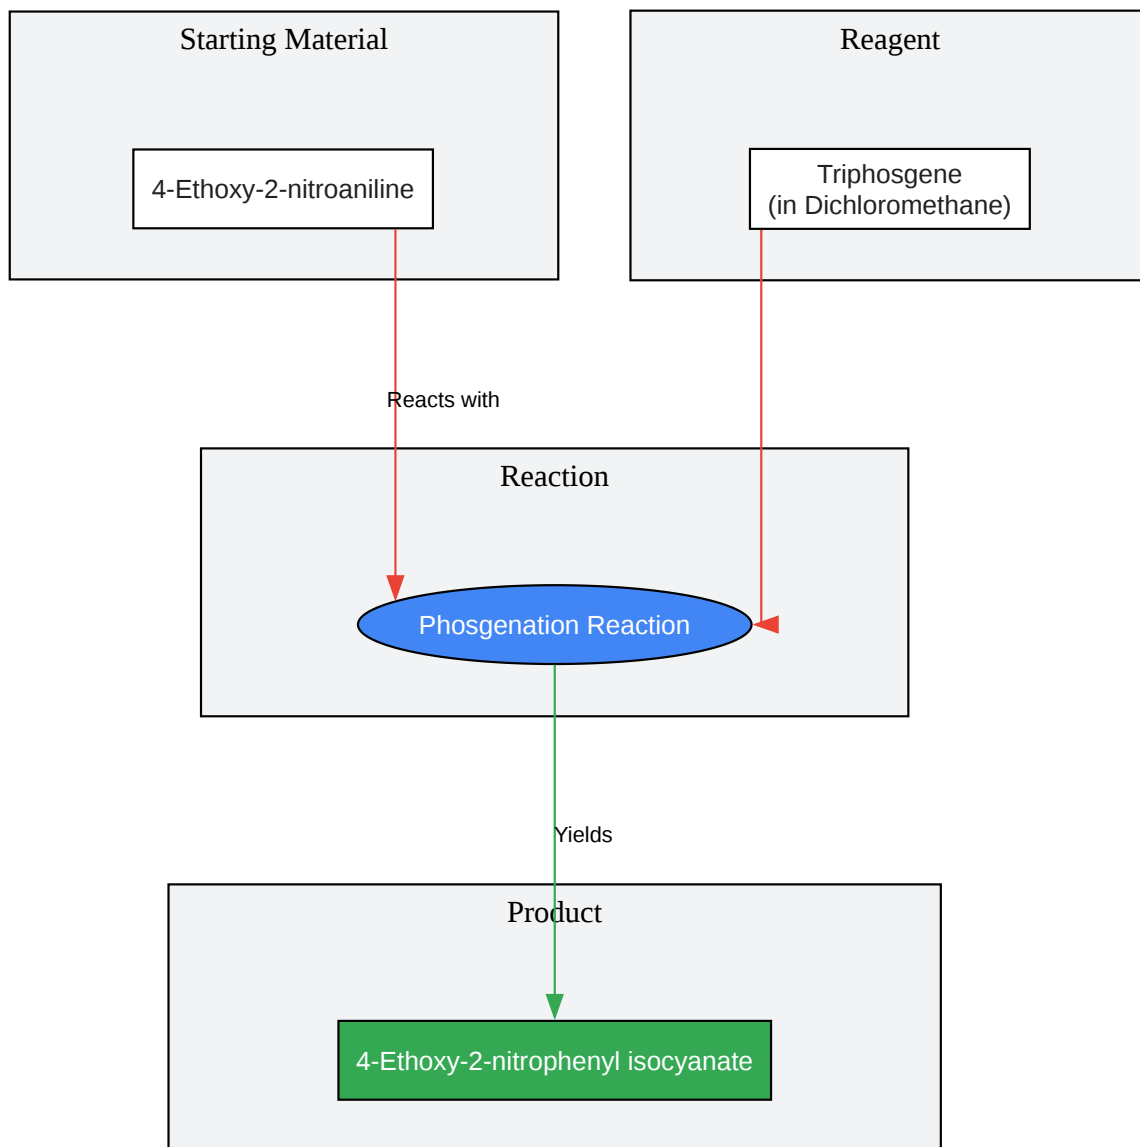 Starting Material
Reagent
4-Ethoxy-2-nitroaniline
Triphosgene
(in Dichloromethane)
Reacts with
Reaction
Phosgenation Reaction
Yields
Product
4-Ethoxy-2-nitrophenyl isocyanate